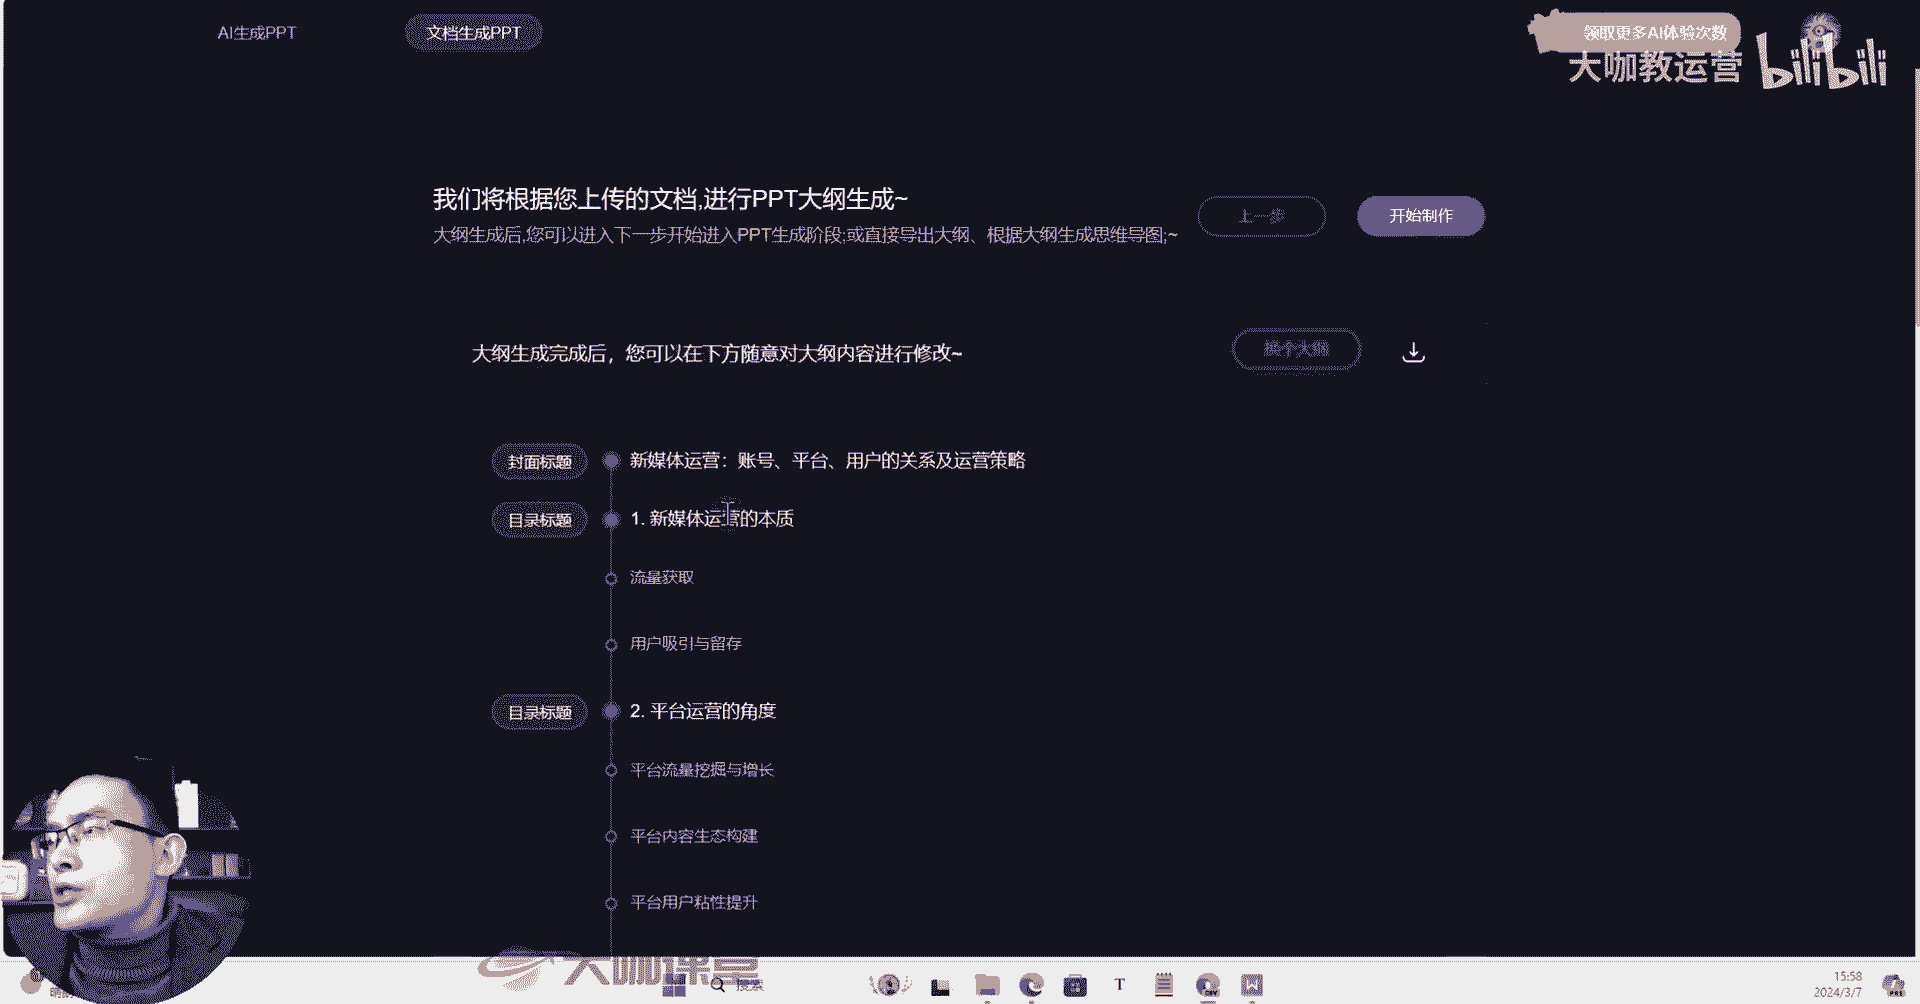 AI生成PPT
文档生成PPT
领取更多AI体验次数
大咖教运营 bilibili
我们将根据您上传的文档,进行PPT大纲生成~
上一步
开始制作
大纲生成后,您可以进入下一步开始进入PPT生成阶段;或直接导出大纲、根据大纲生成思维导图;~
大纲生成完成后，您可以在下方随意对大纲内容进行修改~
换个大纲
封面标题
新媒体运营：账号、平台、用户的关系及运营策略
目录标题
1. 新媒体运营的本质
流量获取
用户吸引与留存
目录标题
2. 平台运营的角度
平台流量挖掘与增长
平台内容生态构建
平台用户粘性提升
大咖课堂
搜索
15:58
2024/3/7